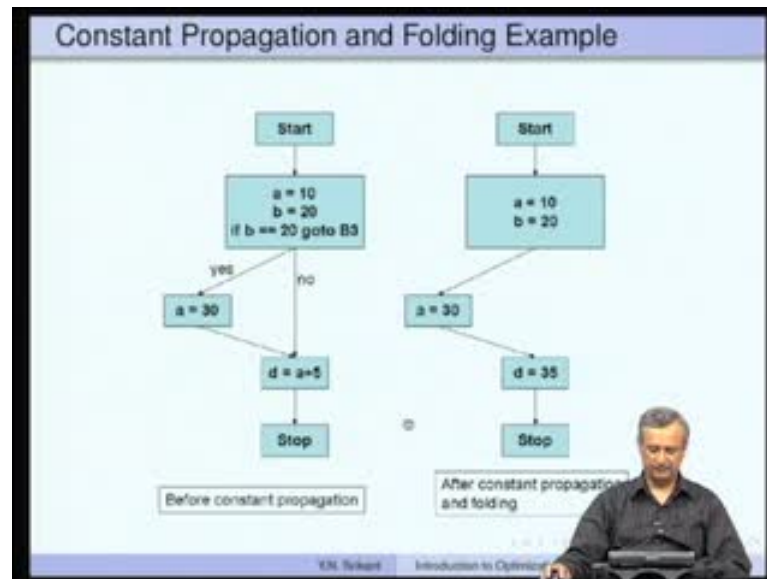 Constant Propagation and Folding Example
Start
a = 10
b = 20
if b == 20 goto B3
yes
no
a = 30
d = a+5
Stop
Before constant propagation
Start
a = 10
b = 20
a = 30
d = 35
Stop
After constant propagation
and folding
Y.N. Srikant
Introduction to